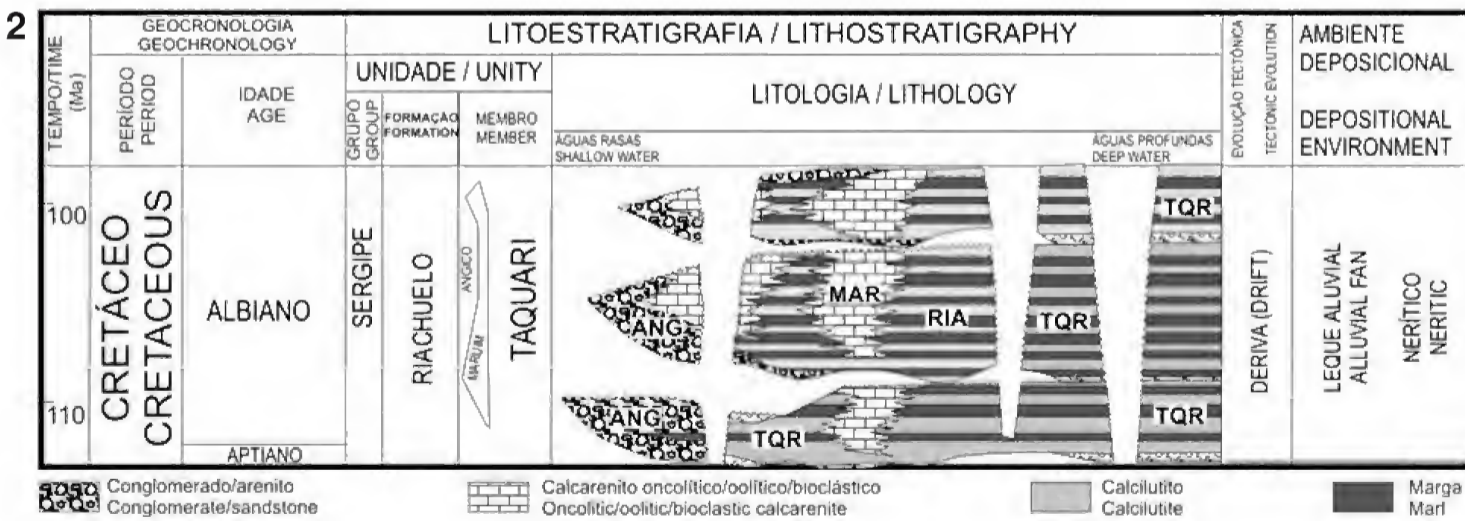 2
TEMPO/TIME
(Ma)
GEOCRONOLOGIA
GEOCHRONOLOGY
PERÍODO
PERIOD
IDADE
AGE
LITOESTRATIGRAFIA / LITHOSTRATIGRAPHY
UNIDADE / UNITY
GRUPO
GROUP
FORMAÇÃO
FORMATION
MEMBRO
MEMBER
LITOLOGIA / LITHOLOGY
ÁGUAS RASAS
SHALLOW WATER
ÁGUAS PROFUNDAS
DEEP WATER
EVOLUÇÃO TECTÔNICA
TECTONIC EVOLUTION
AMBIENTE
DEPOSICIONAL
DEPOSITIONAL
ENVIRONMENT
100
110
CRETÁCEO
CRETACEOUS
ALBIANO
APTIANO
SERGIPE
RIACHUELO
ANGICO
MARUIM
TAQUARI
TQR
MAR
ANG
RIA
TQR
ANG
TQR
TQR
DERIVA (DRIFT)
LEQUE ALUVIAL
ALLUVIAL FAN
NERÍTICO
NERITIC
Conglomerado/arenito
Conglomerate/sandstone
Calcarenito oncolítico/oolítico/bioclástico
Oncolitic/oolitic/bioclastic calcarenite
Calcilutito
Calcilutite
Marga
Marl